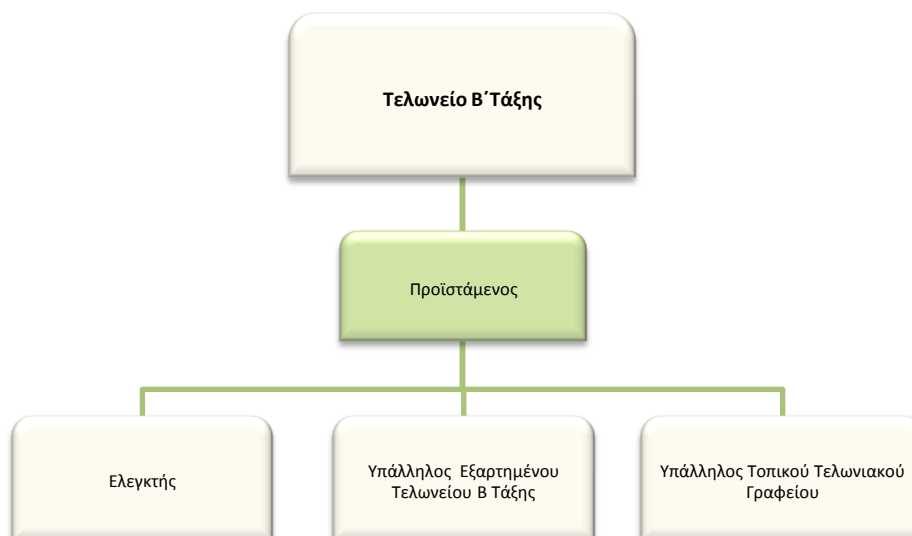 Τελωνείο Β΄Τάξης
Προϊστάμενος
Ελεγκτής
Υπάλληλος Εξαρτημένου
Τελωνείου Β Τάξης
Υπάλληλος Τοπικού Τελωνιακού
Γραφείου